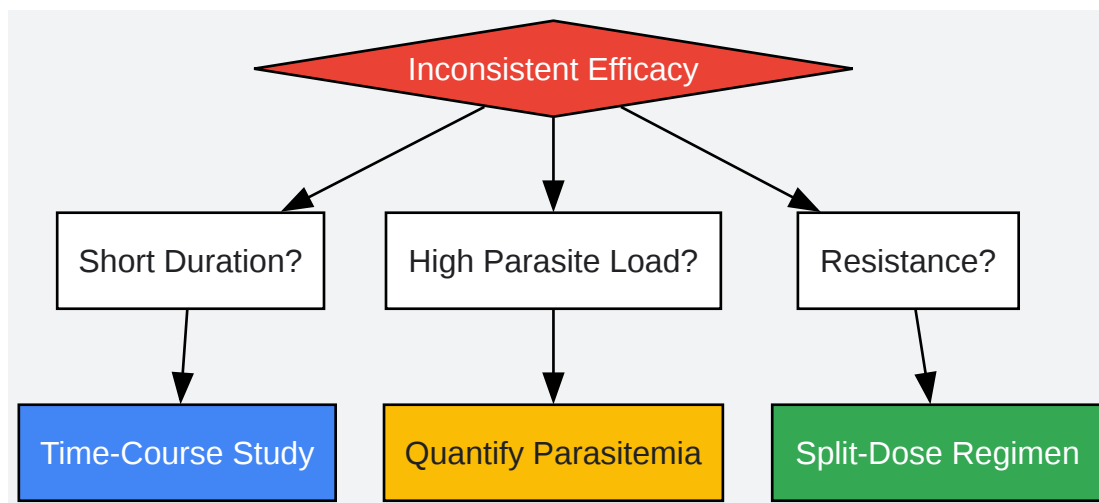 Inconsistent Efficacy
Short Duration?
High Parasite Load?
Resistance?
Time-Course Study
Quantify Parasitemia
Split-Dose Regimen